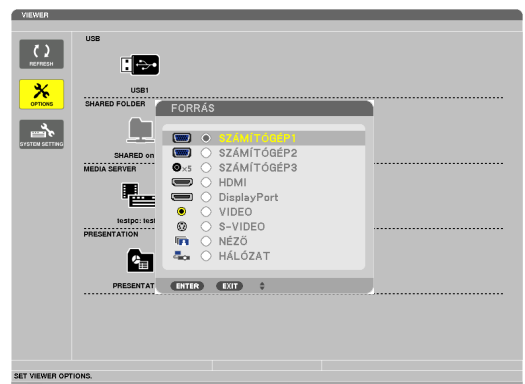 VIEWER
USB
REFRESH
USB1
OPTIONS
SHARED FOLDER
FORRÁS
SZÁMÍTÓGÉP1
SYSTEM SETTING
SZÁMÍTÓGÉP2
SHARED on
×5 SZÁMÍTÓGÉP3
MEDIA SERVER
HDMI
DisplayPort
VIDEO
testpc: test
S-VIDEO
PRESENTATION
NÉZŐ
HÁLÓZAT
PRESENTAT
ENTER EXIT
SET VIEWER OPTIONS.